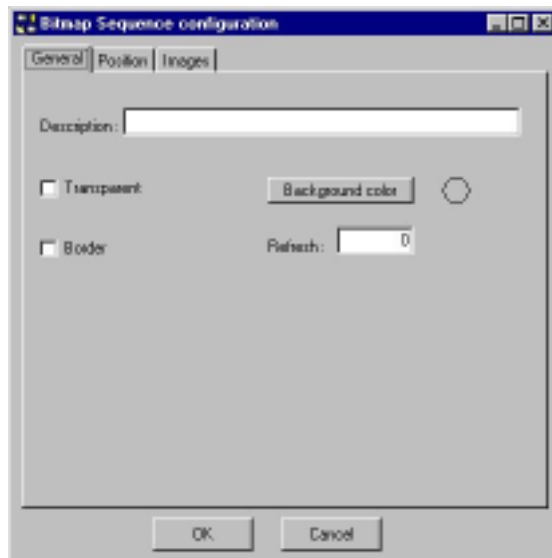 Bitmap Sequence configuration
General Position Images
Description:
Transparent Background color
Border Refresh: 0
OK Cancel